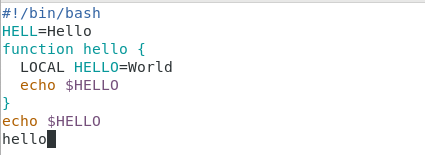 #!/bin/bash
HELL=Hello
function hello {
  LOCAL HELLO=World
  echo $HELLO
}
echo $HELLO
hello